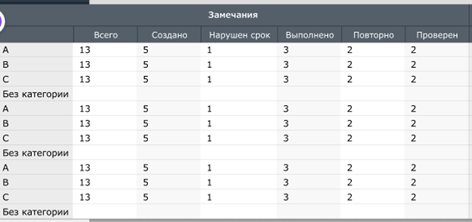 Замечания
Всего Создано Нарушен срок Выполнено Повторно Проверен
A 13 5 1 3 2 2
B 13 5 1 3 2 2
C 13 5 1 3 2 2
Без категории
A 13 5 1 3 2 2
B 13 5 1 3 2 2
C 13 5 1 3 2 2
Без категории
A 13 5 1 3 2 2
B 13 5 1 3 2 2
C 13 5 1 3 2 2
Без категории